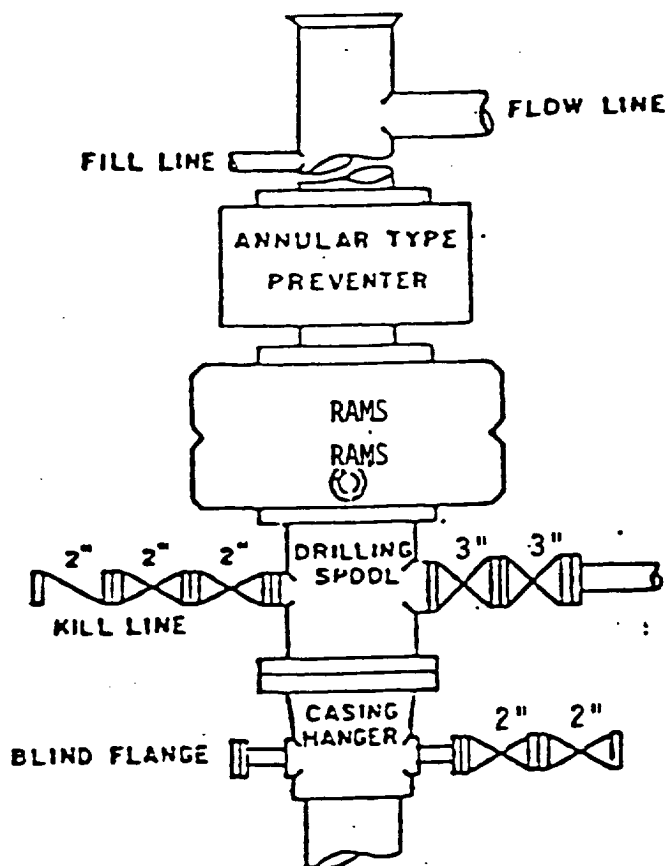 FLOW LINE
FILL LINE
ANNULAR TYPE
PREVENTER
RAMS
RAMS
2" 2" 2"
DRILLING
SPOOL
3" 3"
KILL LINE
CASING
HANGER
2" 2"
BLIND FLANGE